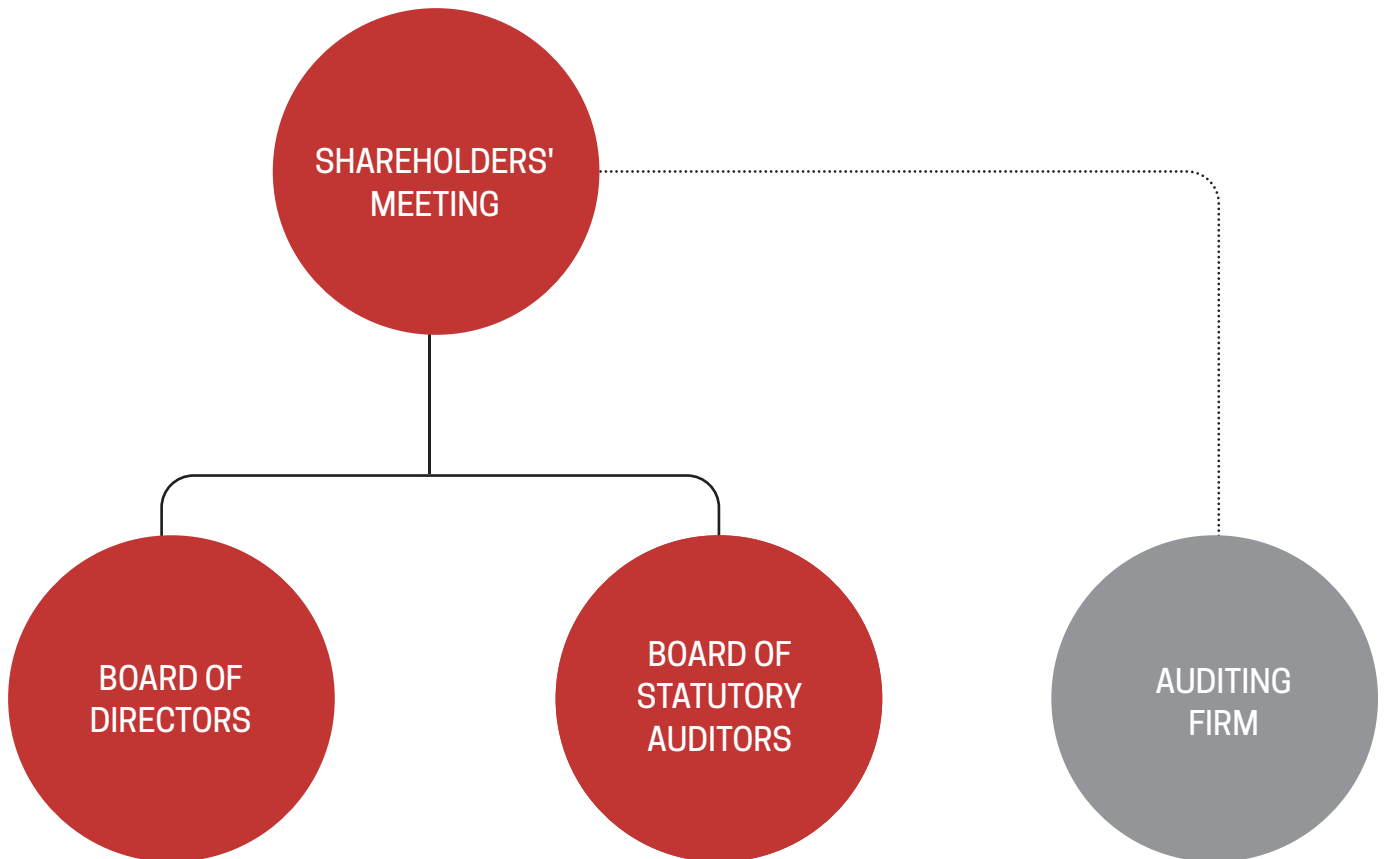 SHAREHOLDERS'
MEETING
BOARD OF
DIRECTORS
BOARD OF
STATUTORY
AUDITORS
AUDITING
FIRM